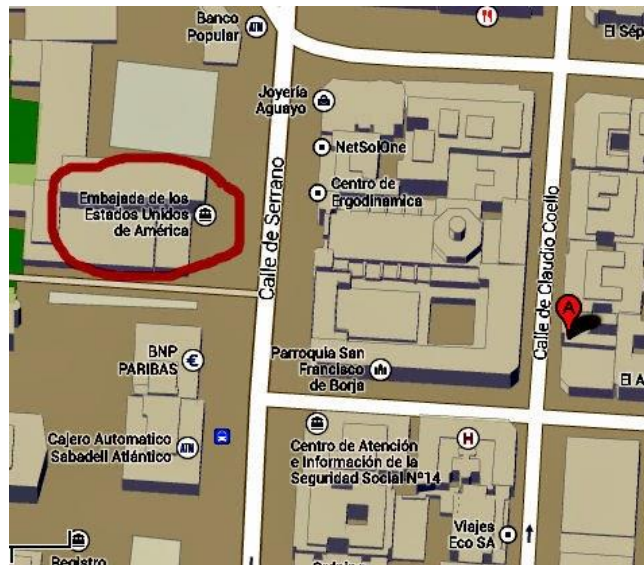 Banco
Popular
ATM
El Sép
Joyería
Aguayo
NetSolOne
Centro de
Ergodinamica
Embajada de los
Estados Unidos
de América
Calle de Serrano
Calle de Claudio Coello
A
BNP
PARIBAS
€
Parroquia San
Francisco
de Borja
El A
Cajero Automatico
Sabadell Atlántico
ATM
Centro de Atención
e Información de la
Seguridad Social Nº14
H
Viajes
Eco SA
Registro